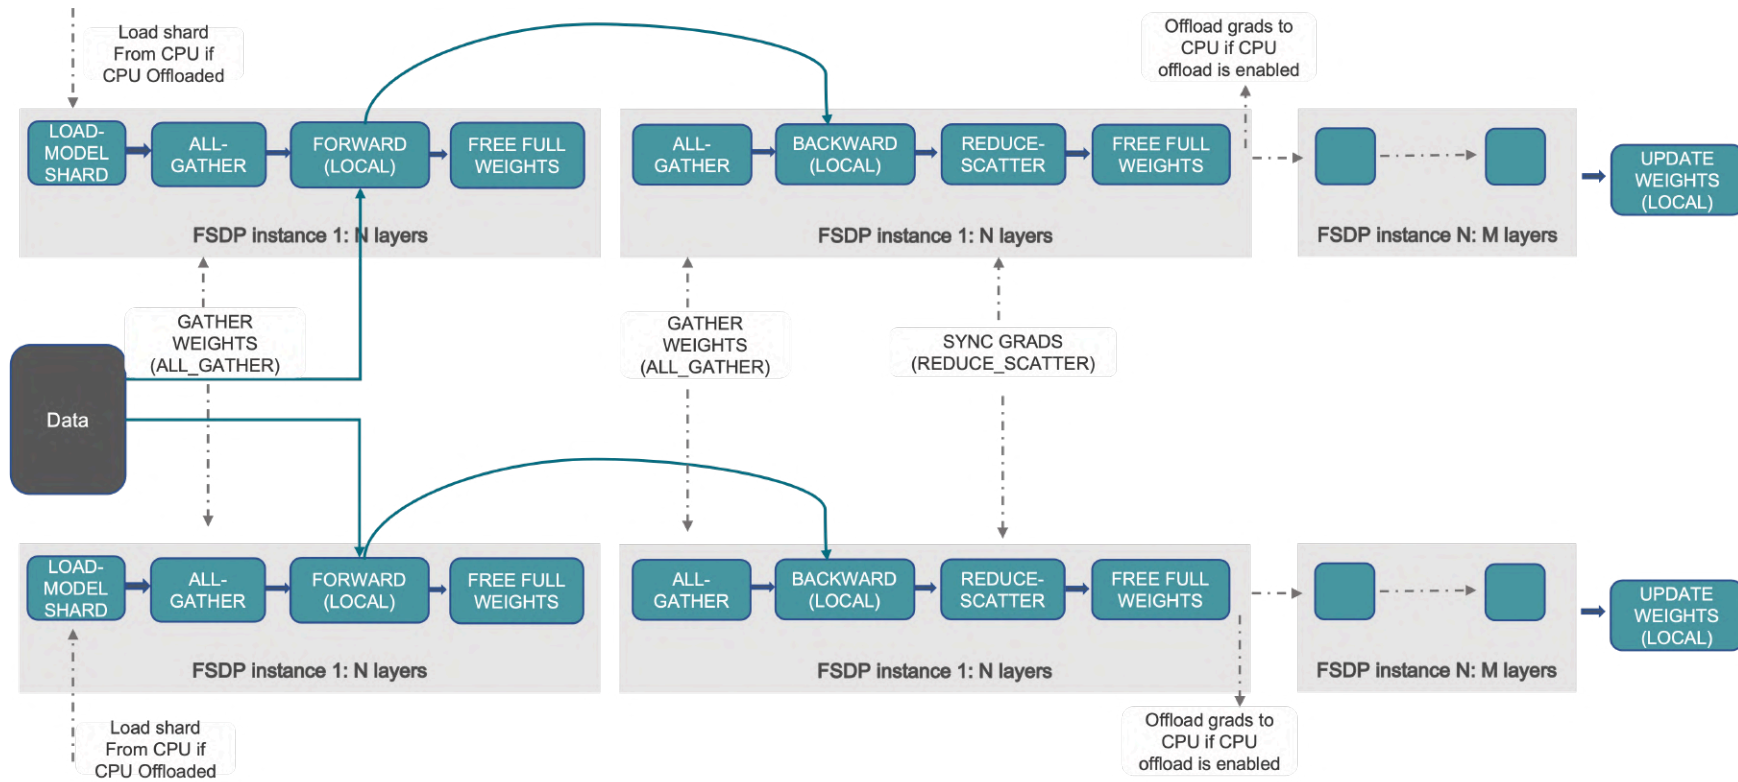 Load shard
From CPU if
CPU Offloaded
Offload grads to
CPU if CPU
offload is enabled
LOAD-
MODEL
SHARD
ALL-
GATHER
FORWARD
(LOCAL)
FREE FULL
WEIGHTS
FSDP instance 1: N layers
ALL-
GATHER
BACKWARD
(LOCAL)
REDUCE-
SCATTER
FREE FULL
WEIGHTS
FSDP instance 1: N layers
FSDP instance N: M layers
UPDATE
WEIGHTS
(LOCAL)
GATHER
WEIGHTS
(ALL_GATHER)
GATHER
WEIGHTS
(ALL_GATHER)
SYNC GRADS
(REDUCE_SCATTER)
Data
LOAD-
MODEL
SHARD
ALL-
GATHER
FORWARD
(LOCAL)
FREE FULL
WEIGHTS
FSDP instance 1: N layers
ALL-
GATHER
BACKWARD
(LOCAL)
REDUCE-
SCATTER
FREE FULL
WEIGHTS
FSDP instance 1: N layers
FSDP instance N: M layers
UPDATE
WEIGHTS
(LOCAL)
Load shard
From CPU if
CPU Offloaded
Offload grads to
CPU if CPU
offload is enabled